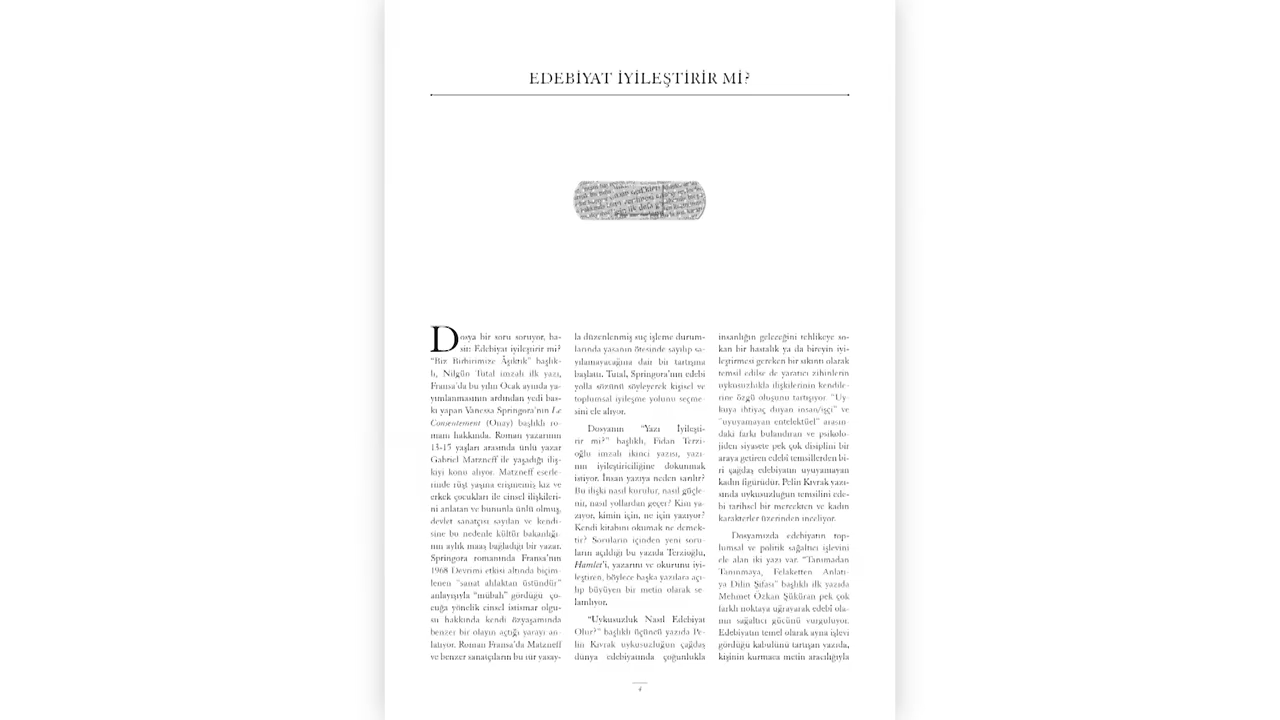 EDEBİYAT İYİLEŞTİRİR Mİ?
Dosya bir soru soruyor, ba-
sit: Edebiyat iyileştirir mi?
“Biz Birbirimize Âşıktık” başlık-
lı, Nilgün Tutal imzalı ilk yazı,
Fransa’da bu yılın Ocak ayında ya-
yımlanmasının ardından yedi bas-
kı yapan Vanessa Springora’nın Le
Consentement (Onay) başlıklı ro-
manı hakkında. Roman yazarının
13-15 yaşları arasında ünlü yazar
Gabriel Matzneff ile yaşadığı iliş-
kiyi konu alıyor. Matzneff eserle-
rinde rüşt yaşına erişmemiş kız ve
erkek çocukları ile cinsel ilişkileri-
ni anlatan ve bununla ünlü olmuş,
devlet sanatçısı sayılan ve kendi-
sine bu nedenle kültür bakanlığı-
nın aylık maaş bağladığı bir yazar.
Springora romanında Fransa’nın
1968 Devrimi etkisi altında biçim-
lenen “sanat ahlaktan üstündür”
anlayışıyla “mübah” gördüğü ço-
cuğa yönelik cinsel istismar olgu-
su hakkında kendi özyaşamında
benzer bir olayın açtığı yarayı an-
latıyor. Roman Fransa’da Matzneff
ve benzer sanatçıların bu tür yasay-
la düzenlenmiş suç işleme durum-
larında yasanın ötesinde sayılıp sa-
yılamayacağına dair bir tartışma
başlattı. Tutal, Springora’nın edebi
yolla sözünü söyleyerek kişisel ve
toplumsal iyileşme yolunu seçme-
sini ele alıyor.
Dosyanın “Yazı İyileşti-
rir mi?” başlıklı, Fidan Terzi-
oğlu imzalı ikinci yazısı, yazı-
nın iyileştiriciliğine dokunmak
istiyor. İnsan yazıya neden sarılır?
Bu ilişki nasıl kurulur, nasıl güçle-
nir, nasıl yollardan geçer? Kim ya-
zıyor, kimin için, ne için yazıyor?
Kendi kitabını okumak ne demek-
tir? Soruların içinden yeni soru-
ların açıldığı bu yazıda Terzioğlu,
Hamlet’i, yazarını ve okurunu iyi-
leştiren, böylece başka yazılara açı-
lıp büyüyen bir metin olarak se-
lamlıyor.
“Uykusuzluk Nasıl Edebiyat
Olur?” başlıklı üçüncü yazıda Pe-
lin Kıvrak uykusuzluğun çağdaş
dünya edebiyatında çoğunlukla
insanlığın geleceğini tehlikeye so-
kan bir hastalık ya da bireyin iyi-
leştirmesi gereken bir sıkıntı olarak
temsil edilse de yaratıcı zihinlerin
uykusuzlukla ilişkilerinin kendile-
rine özgü oluşunu tartışıyor. “Uy-
kuya ihtiyaç duyan insan/işçi” ve
“uyuyamayan entelektüel” arasın-
daki farkı bulandıran ve psikolo-
jiden siyasete pek çok disiplini bir
araya getiren edebî temsillerden bi-
ri çağdaş edebiyatın uyuyamayan
kadın figürüdür. Pelin Kıvrak yazı-
sında uykusuzluğun temsilini ede-
bi tarihsel bir mercekten ve kadın
karakterler üzerinden inceliyor.
Dosyamızda edebiyatın top-
lumsal ve politik sağaltıcı işlevini
ele alan iki yazı var. “Tanımadan
Tanınmaya, Felaketten Anlatı-
ya Dilin Şifası” başlıklı ilk yazıda
Mehmet Özkan Şüküran pek çok
farklı noktaya uğrayarak edebî ola-
nın sağaltıcı gücünü vurguluyor.
Edebiyatın temel olarak ayna işlevi
gördüğü kabulünü tartışan yazıda,
kişinin kurmaca metin aracılığıyla
4